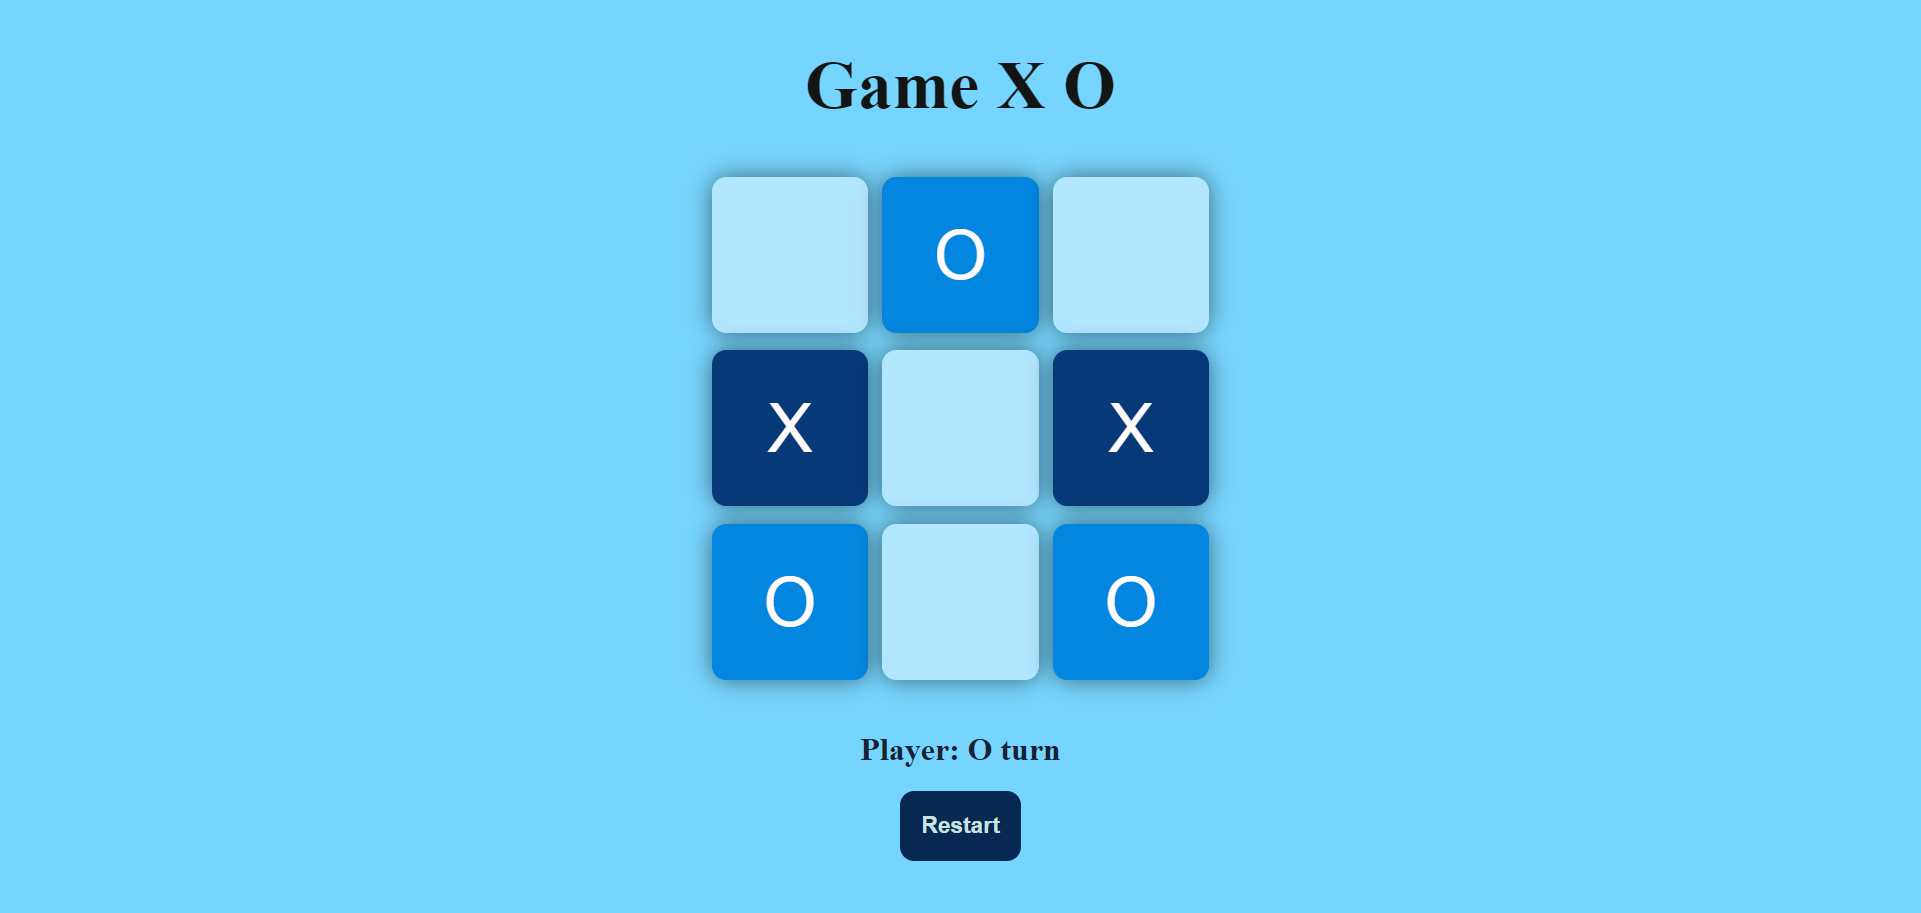 Game X O
O
X X
O O
Player: O turn
Restart